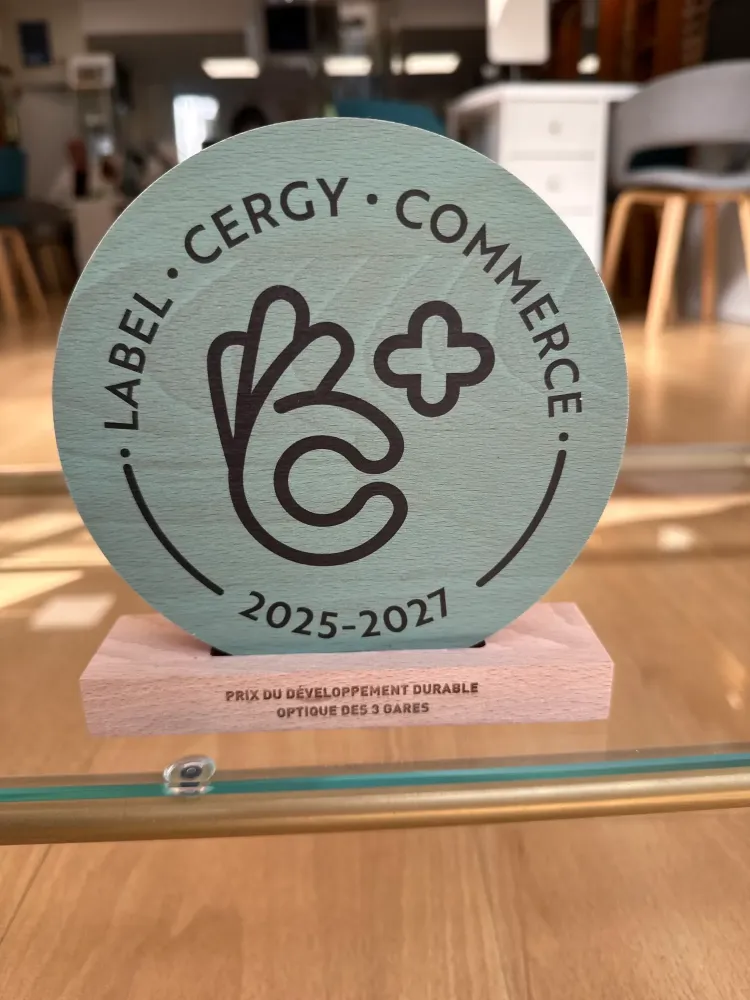 · LABEL · CERGY · COMMERCE ·
2025-2027
PRIX DU DÉVELOPPEMENT DURABLE
OPTIQUE DES 3 GARES